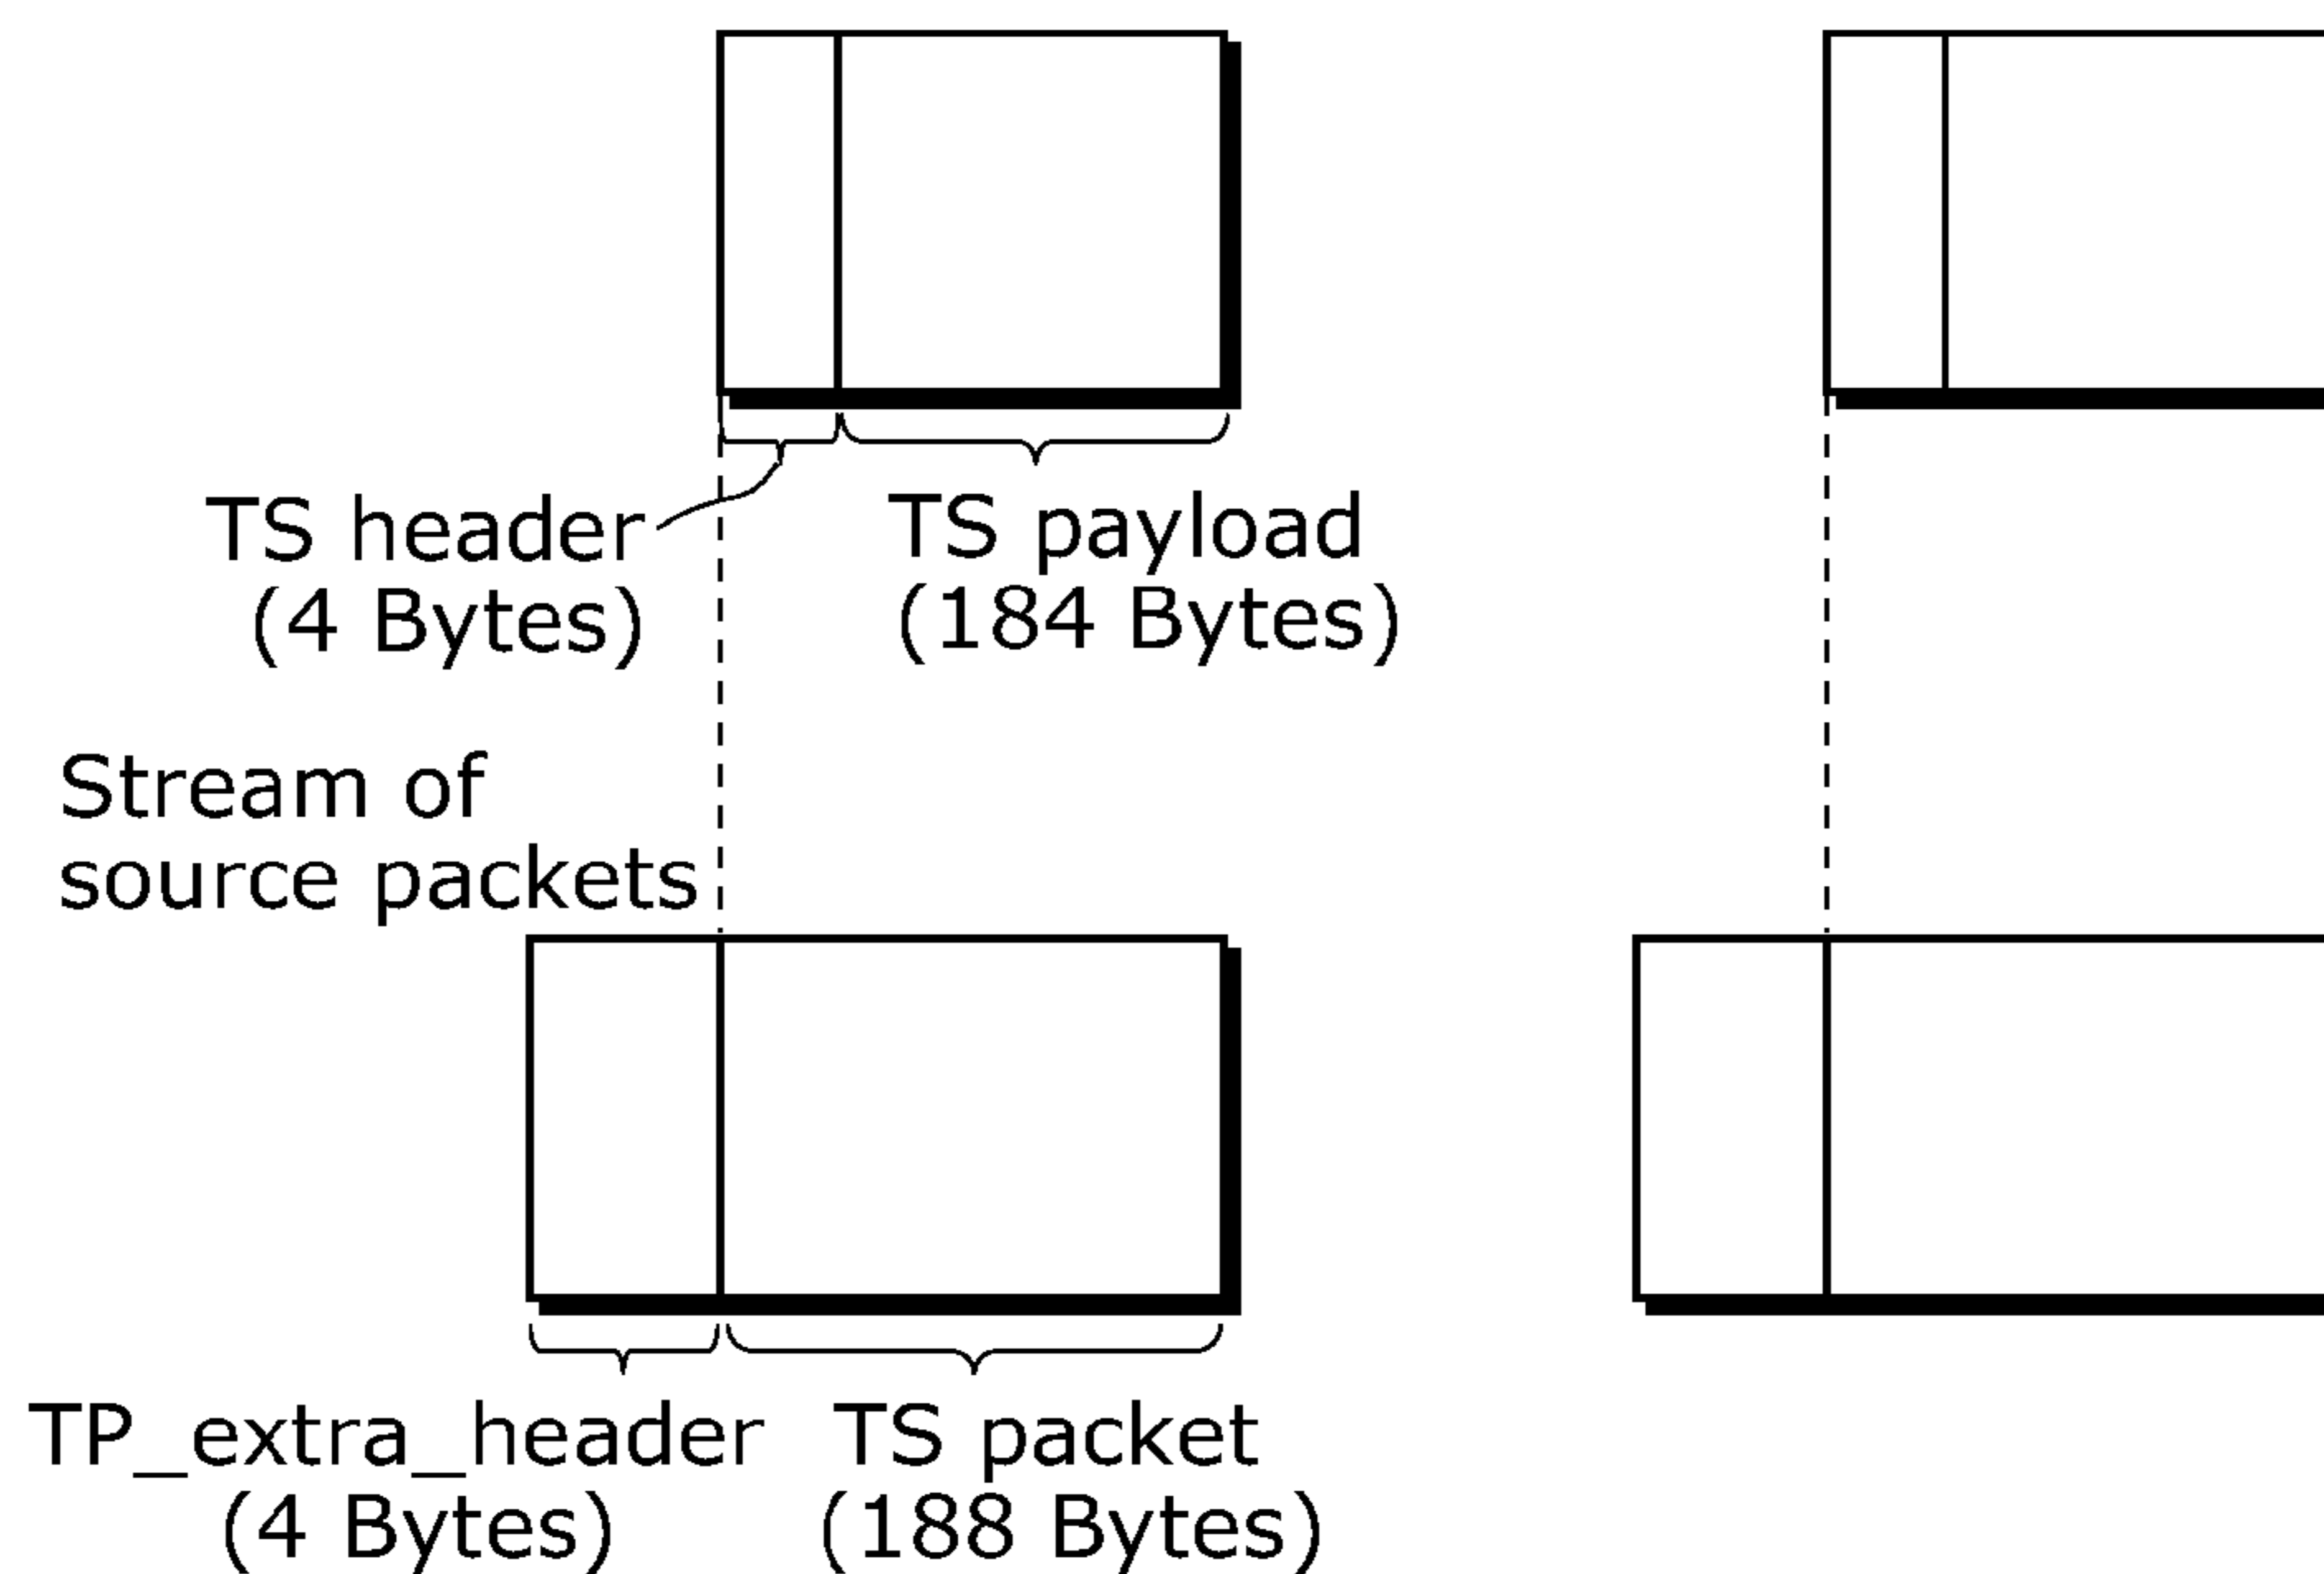 TS header
(4 Bytes)
TS payload
(184 Bytes)
Stream of
source packets
TP_extra_header
(4 Bytes)
TS packet
(188 Bytes)